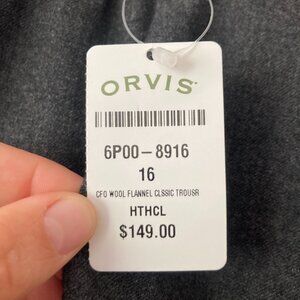 ORVIS
6P00-8916
16
CFO WOOL FLANNEL CLSSIC TROUSR
HTHCL
$149.00